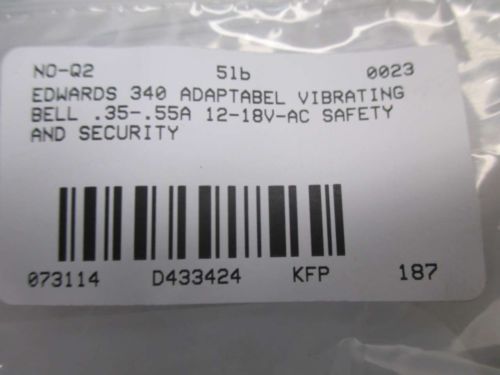 NO-Q2 5lb 0023
EDWARDS 340 ADAPTABEL VIBRATING
BELL .35-.55A 12-18V-AC SAFETY
AND SECURITY
073114 D433424 KFP 187